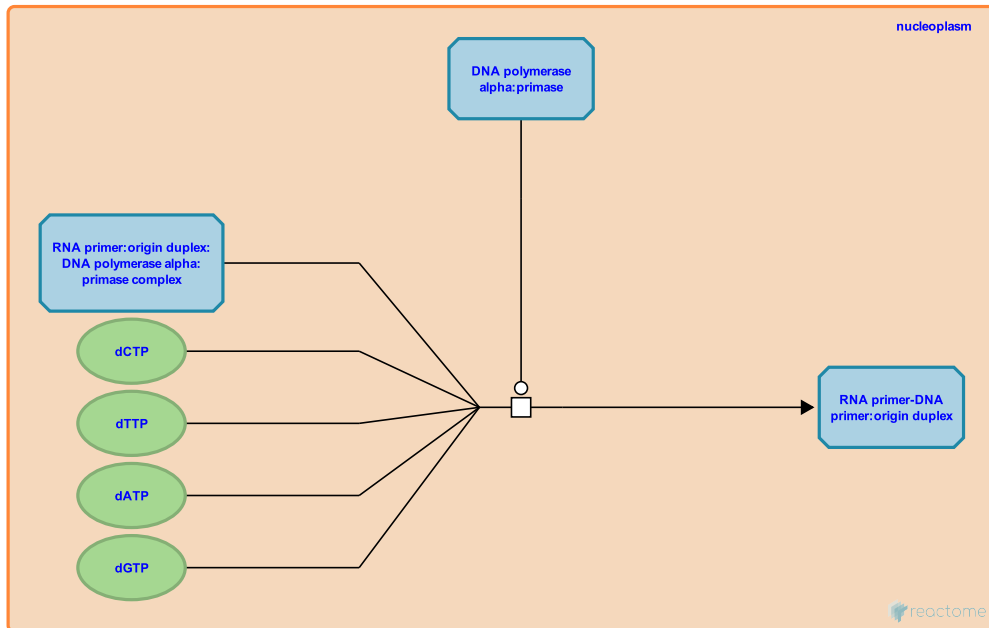 nucleoplasm
DNA polymerase
alpha:primase
RNA primer:origin duplex:
DNA polymerase alpha:
primase complex
dCTP
dTTP
dATP
dGTP
RNA primer-DNA
primer:origin duplex
reactome